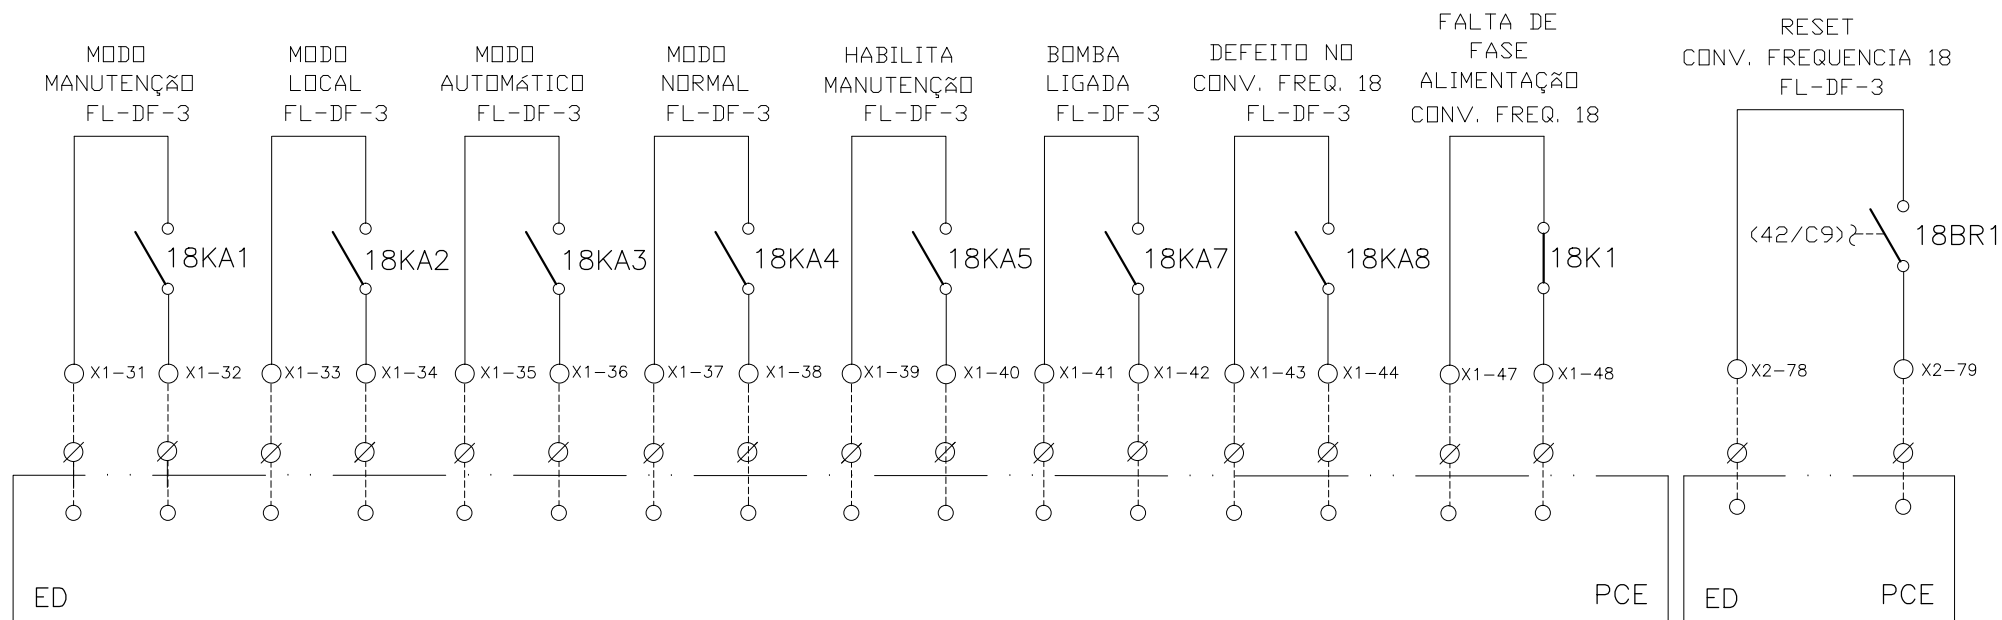 MODO
MANUTENÇÃO
FL-DF-3
MODO
LOCAL
FL-DF-3
MODO
AUTOMÁTICO
FL-DF-3
MODO
NORMAL
FL-DF-3
HABILITA
MANUTENÇÃO
FL-DF-3
BOMBA
LIGADA
FL-DF-3
DEFEITO NO
CONV. FREQ. 18
FL-DF-3
FALTA DE
FASE
ALIMENTAÇÃO
CONV. FREQ. 18
RESET
CONV. FREQUENCIA 18
FL-DF-3
18KA1
18KA2
18KA3
18KA4
18KA5
18KA7
18KA8
18K1
(42/C9)
18BR1
X1-31
X1-32
X1-33
X1-34
X1-35
X1-36
X1-37
X1-38
X1-39
X1-40
X1-41
X1-42
X1-43
X1-44
X1-47
X1-48
X2-78
X2-79
ED
PCE
ED
PCE